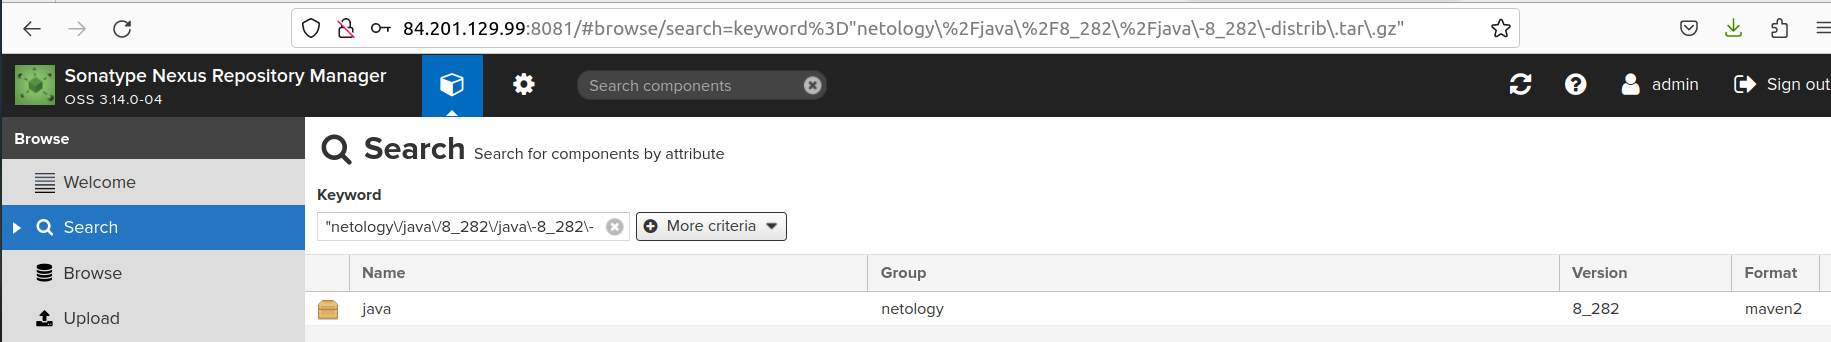 84.201.129.99:8081/#browse/search=keyword%3D"netology\%2Fjava\%2F8_282\%2Fjava\-8_282\-distrib\.tar\.gz"
Sonatype Nexus Repository Manager
OSS 3.14.0-04
Search components
admin
Sign out
Browse
Welcome
Search
Browse
Upload
Search Search for components by attribute
Keyword
"netology\/java\/8_282\/java\-8_282\-
More criteria
Name Group Version Format
java netology 8_282 maven2